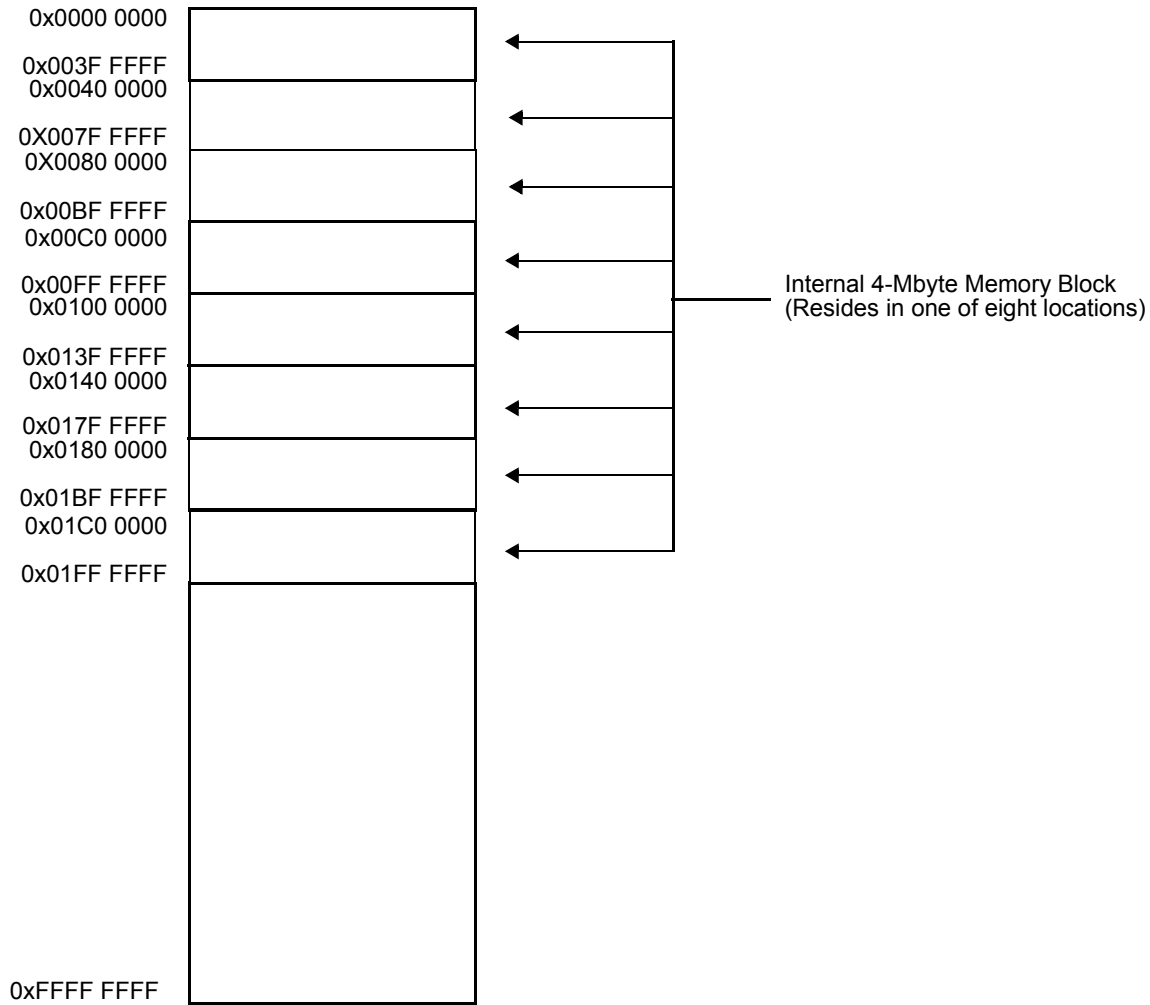 0x0000 0000
0x003F FFFF
0x0040 0000
0X007F FFFF
0X0080 0000
0x00BF FFFF
0x00C0 0000
0x00FF FFFF
0x0100 0000
0x013F FFFF
0x0140 0000
0x017F FFFF
0x0180 0000
0x01BF FFFF
0x01C0 0000
0x01FF FFFF
0xFFFF FFFF
Internal 4-Mbyte Memory Block
(Resides in one of eight locations)